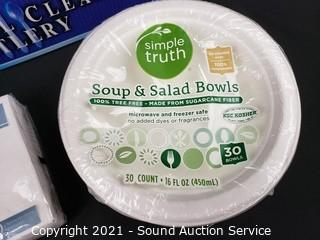 CLEA
LERY
simple
truth
Soup & Salad Bowls
100% TREE FREE - MADE FROM SUGARCANE FIBER
microwave and freezer safe
no added dyes or fragrances
KSC KOSHER
30
BOWLS
30 COUNT • 16 FL OZ (450mL)
Copyright 2021 - Sound Auction Service